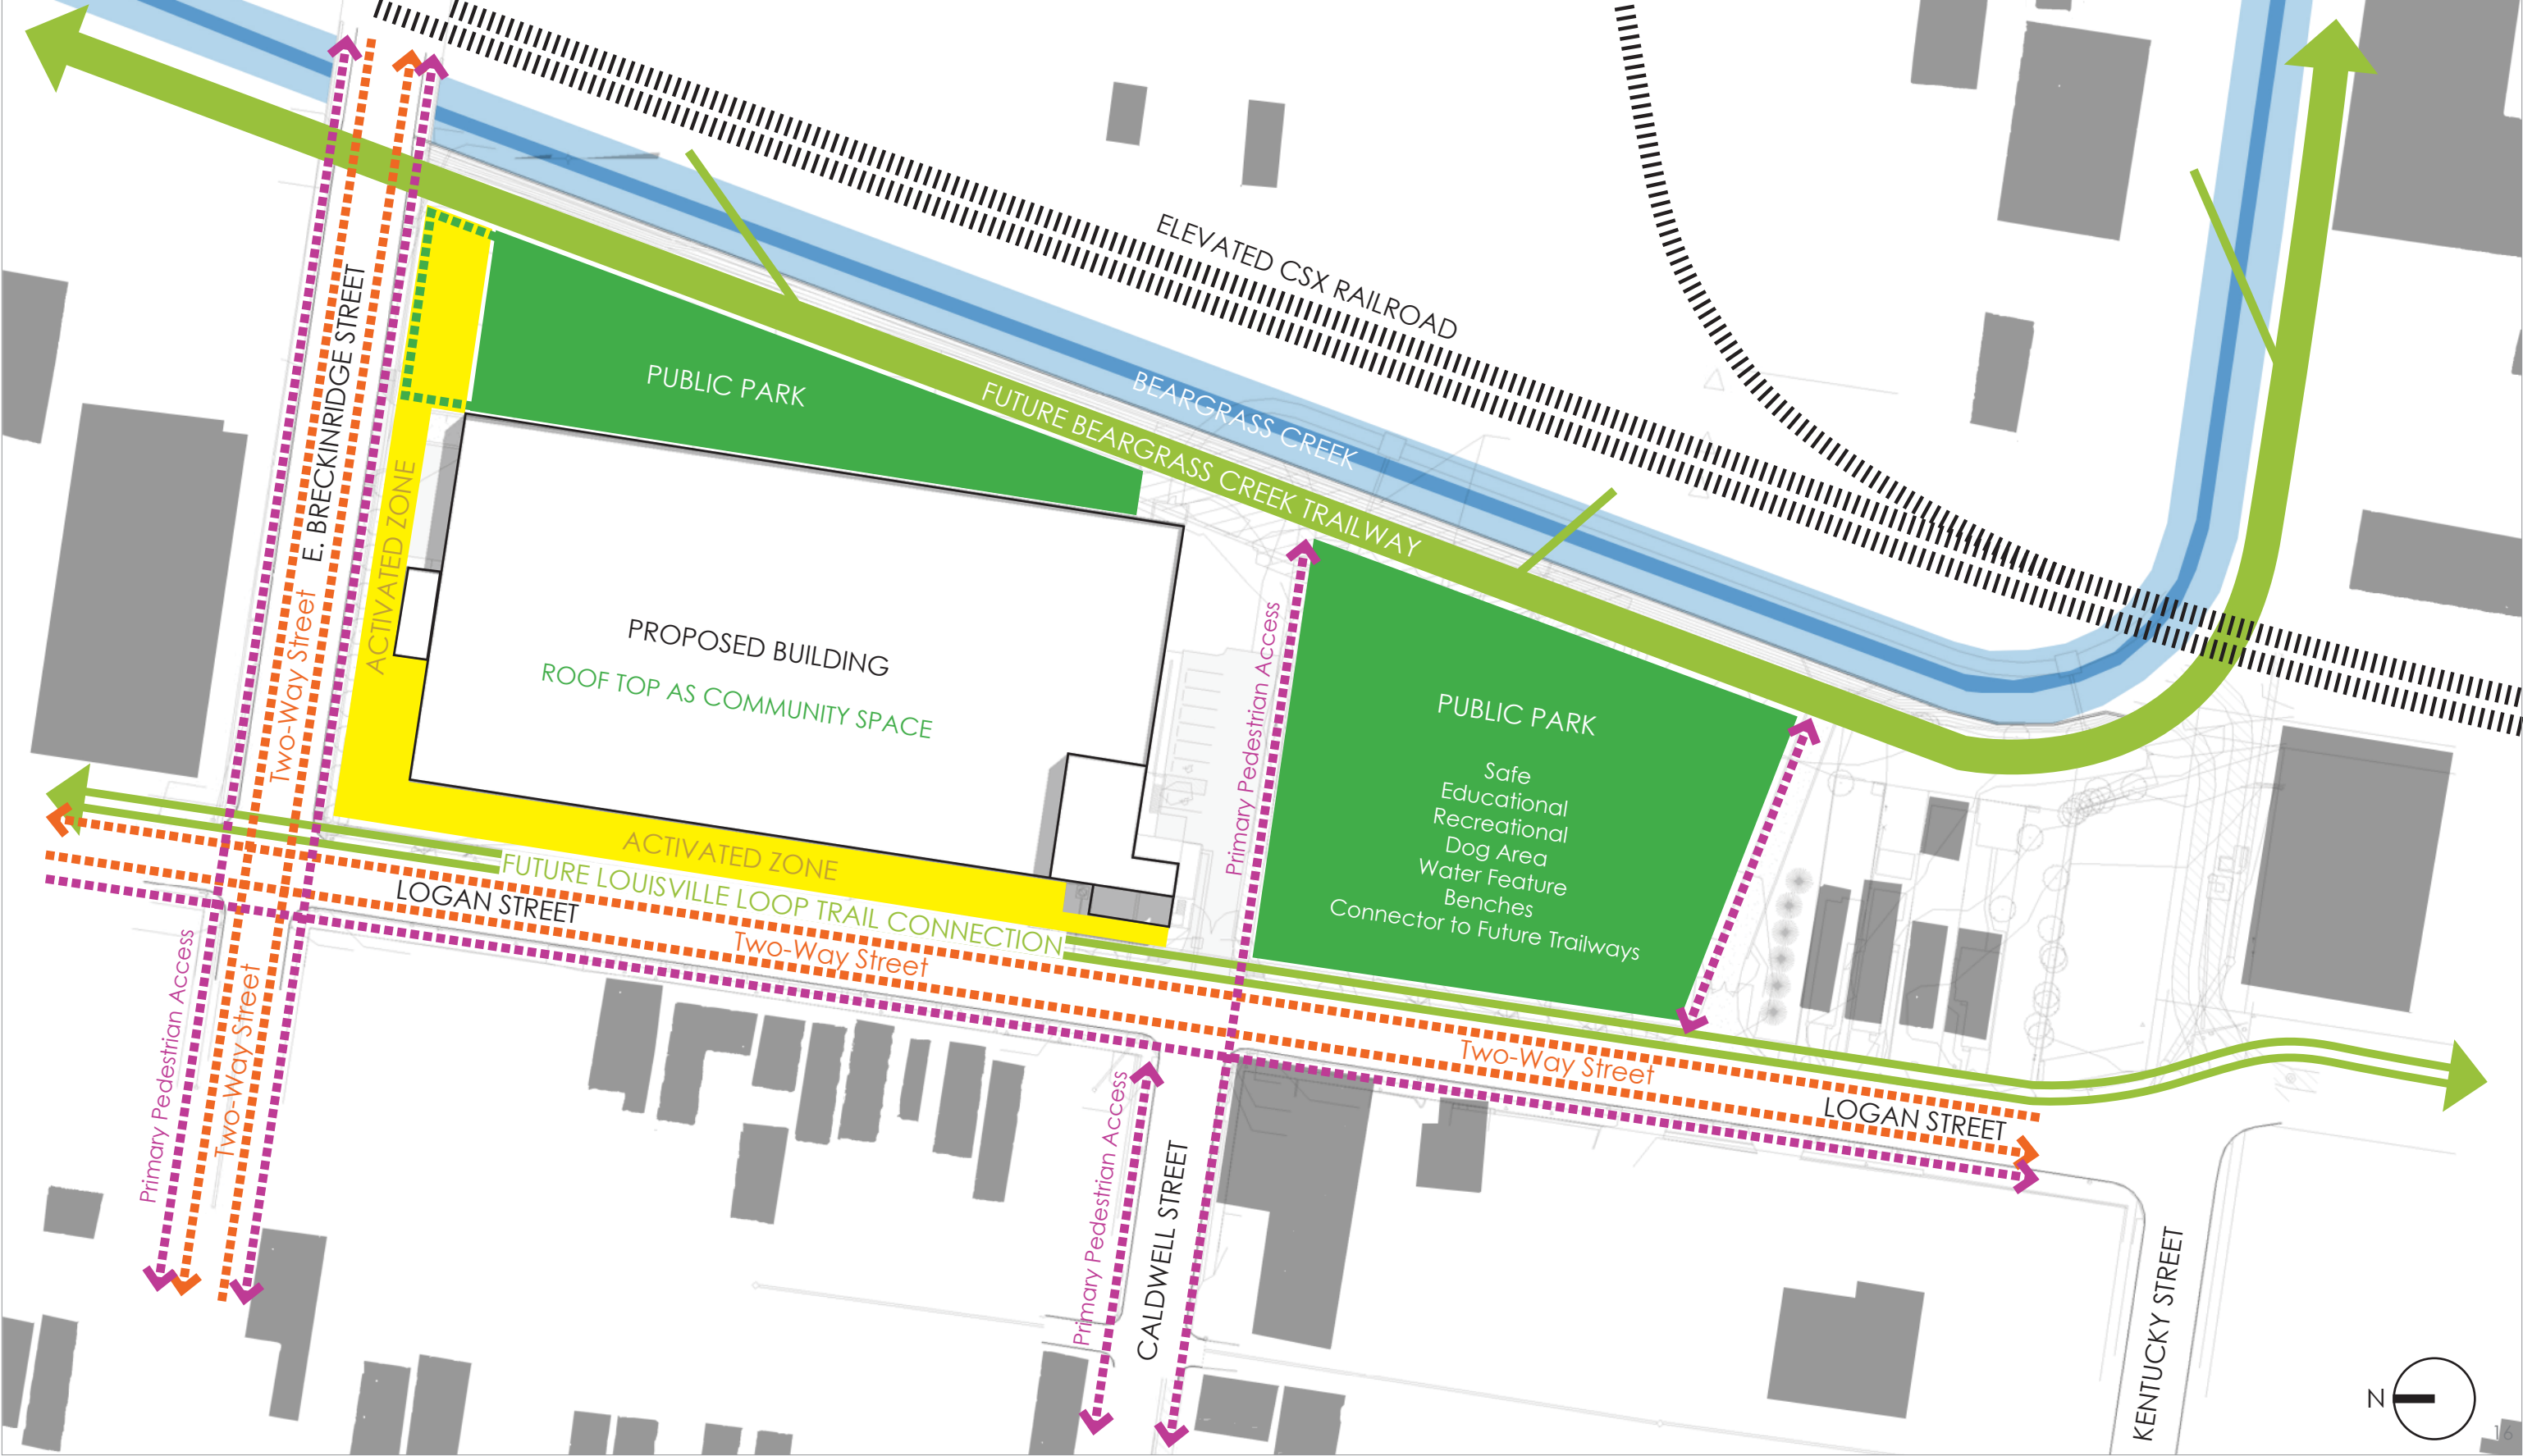 ELEVATED CSX RAILROAD
BEARGRASS CREEK
FUTURE BEARGRASS CREEK TRAILWAY
PUBLIC PARK
E. BRECKINRIDGE STREET
Two-Way Street
ACTIVATED ZONE
PROPOSED BUILDING
ROOF TOP AS COMMUNITY SPACE
Primary Pedestrian Access
PUBLIC PARK
Safe
Educational
Recreational
Dog Area
Water Feature
Benches
Connector to Future Trailways
ACTIVATED ZONE
FUTURE LOUISVILLE LOOP TRAIL CONNECTION
LOGAN STREET
Two-Way Street
Two-Way Street
LOGAN STREET
Primary Pedestrian Access
Two-Way Street
Primary Pedestrian Access
CALDWELL STREET
KENTUCKY STREET
N
16